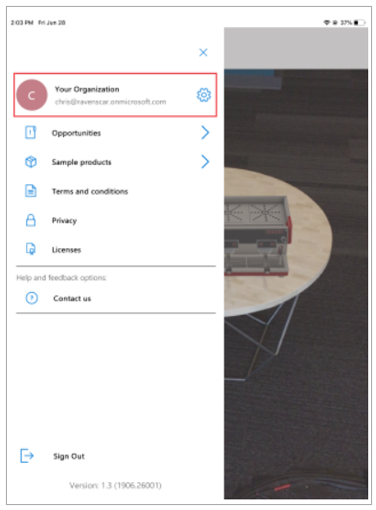 2:03 PM Fri Jun 28
37%
C
Your Organization
chris@ravenscar.onmicrosoft.com
Opportunities
Sample products
Terms and conditions
Privacy
Licenses
Help and feedback options:
Contact us
Sign Out
Version: 1.3 (1906.26001)